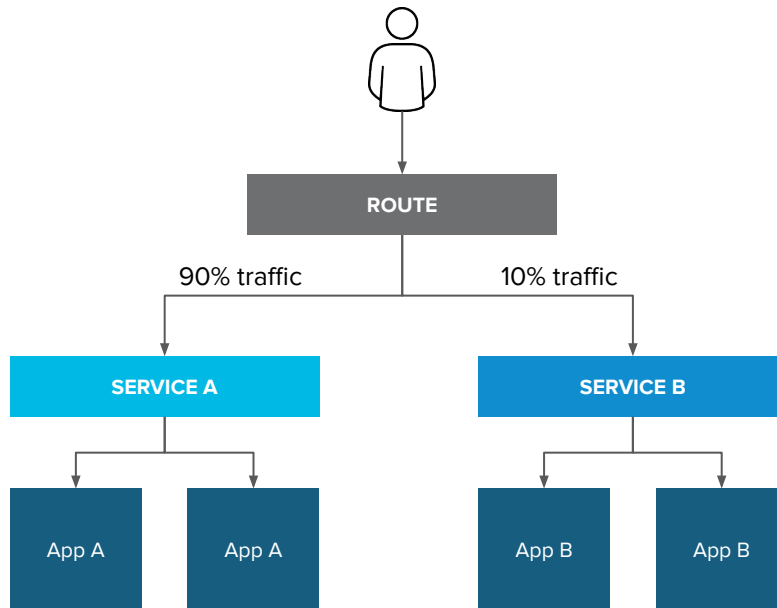 ROUTE
90% traffic
10% traffic
SERVICE A
SERVICE B
App A
App A
App B
App B